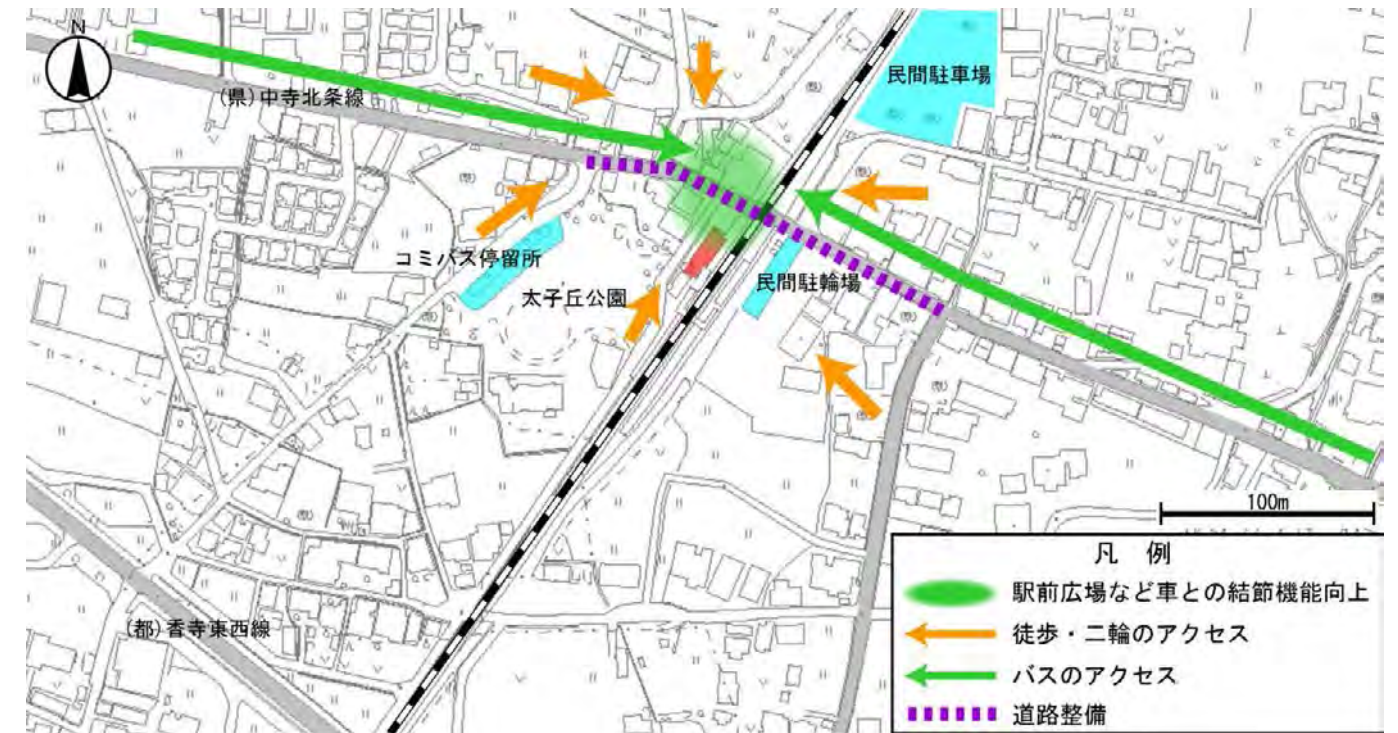 N
(県)中寺北条線
民間駐車場
コミバス停留所
太子丘公園
民間駐輪場
(都)香寺東西線
100m
凡 例
駅前広場など車との結節機能向上
徒歩・二輪のアクセス
バスのアクセス
道路整備